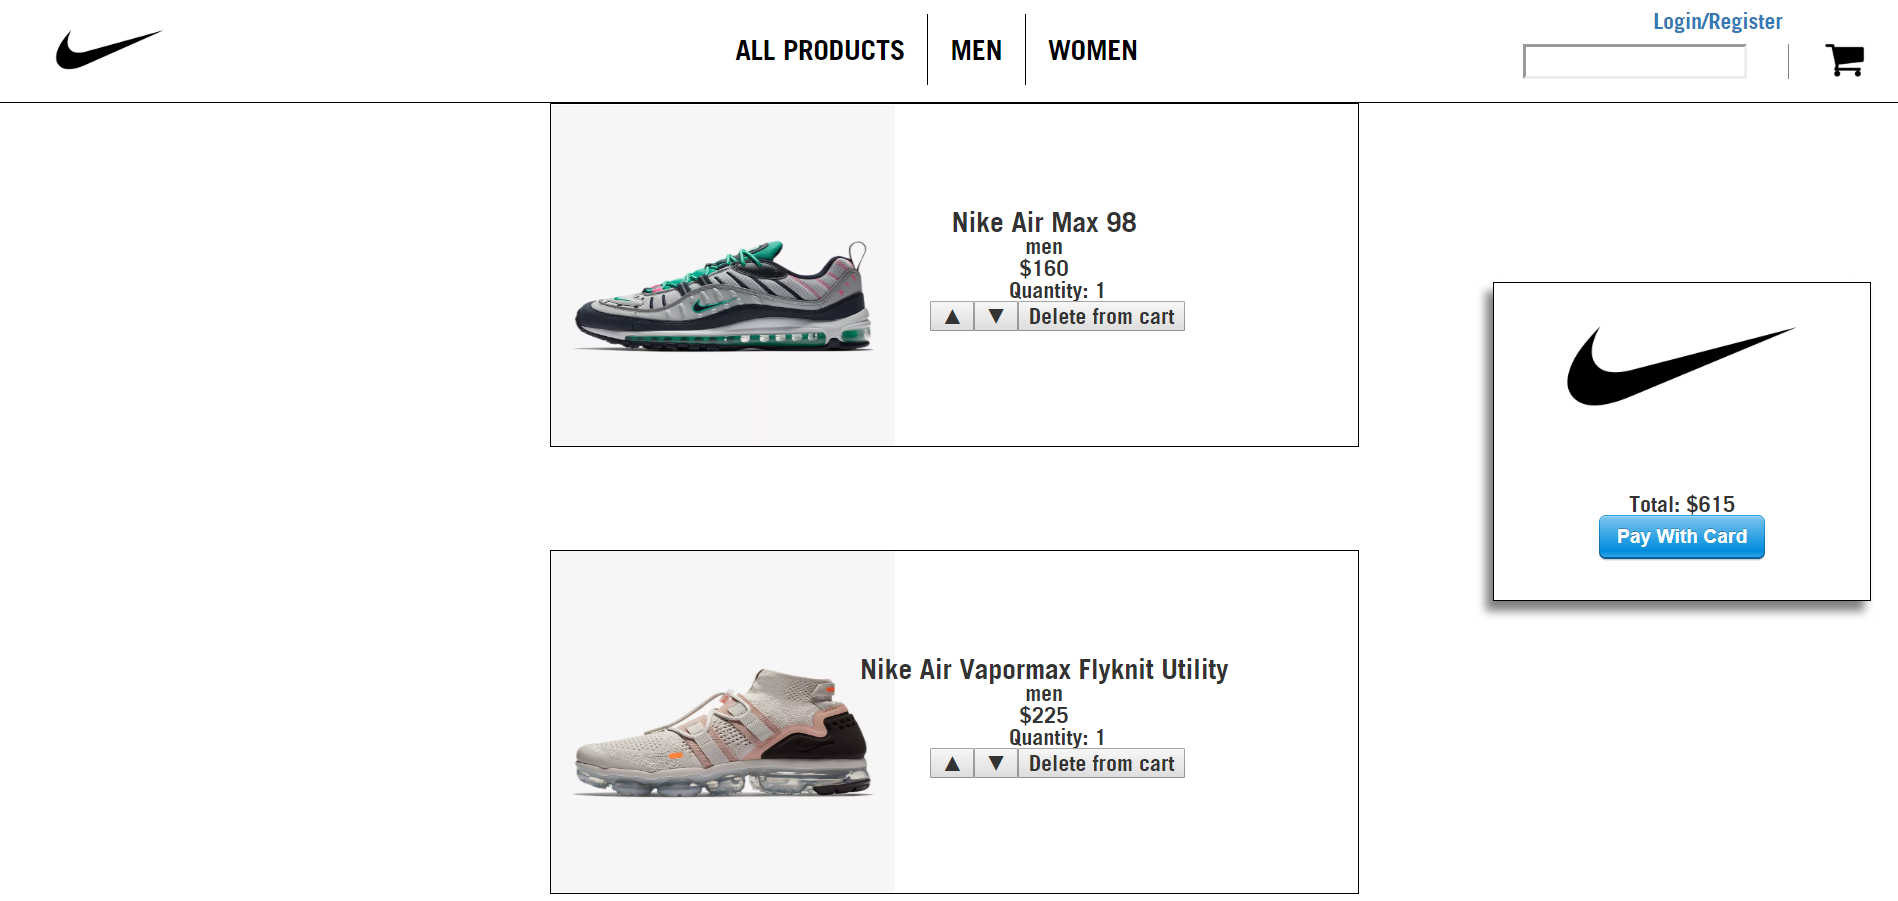 Login/Register
ALL PRODUCTS
MEN
WOMEN
Nike Air Max 98
men
$160
Quantity: 1
▲ ▼ Delete from cart
Total: $615
Pay With Card
Nike Air Vapormax Flyknit Utility
men
$225
Quantity: 1
▲ ▼ Delete from cart